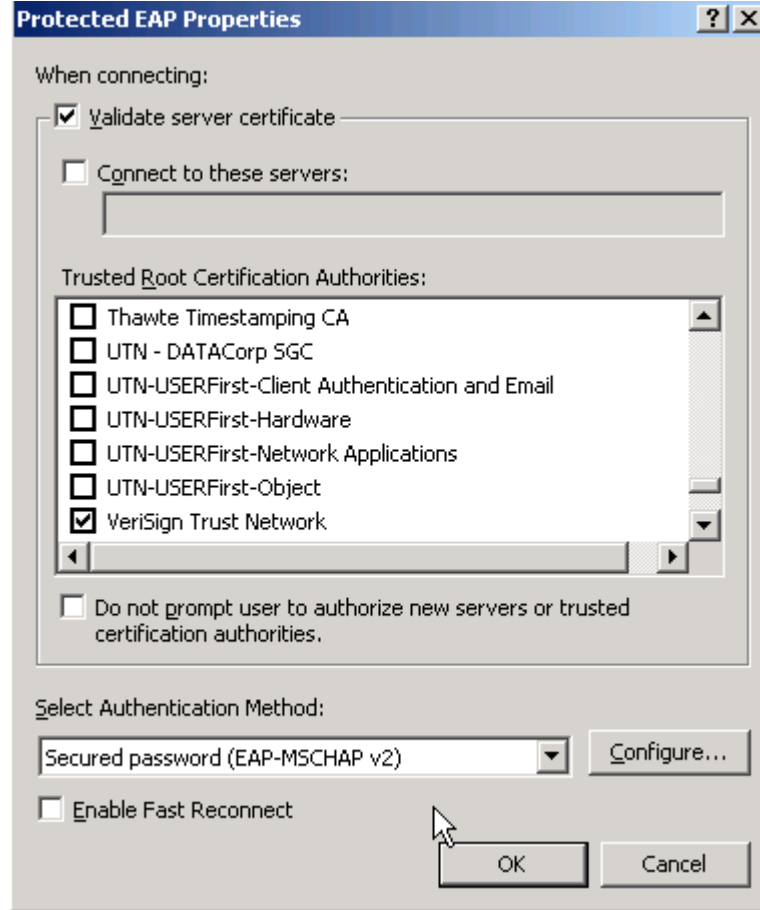 Protected EAP Properties
When connecting:
Validate server certificate
Connect to these servers:
Trusted Root Certification Authorities:
Thawte Timestamping CA
UTN - DATACorp SGC
UTN-USERFirst-Client Authentication and Email
UTN-USERFirst-Hardware
UTN-USERFirst-Network Applications
UTN-USERFirst-Object
VeriSign Trust Network
Do not prompt user to authorize new servers or trusted
certification authorities.
Select Authentication Method:
Secured password (EAP-MSCHAP v2)
Configure...
Enable Fast Reconnect
OK
Cancel